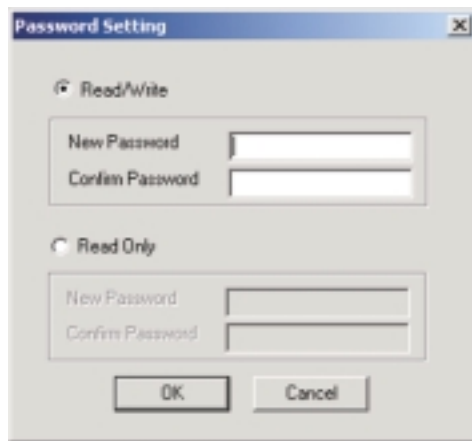 Password Setting
Read/Write
New Password
Confirm Password
Read Only
New Password
Confirm Password
OK Cancel